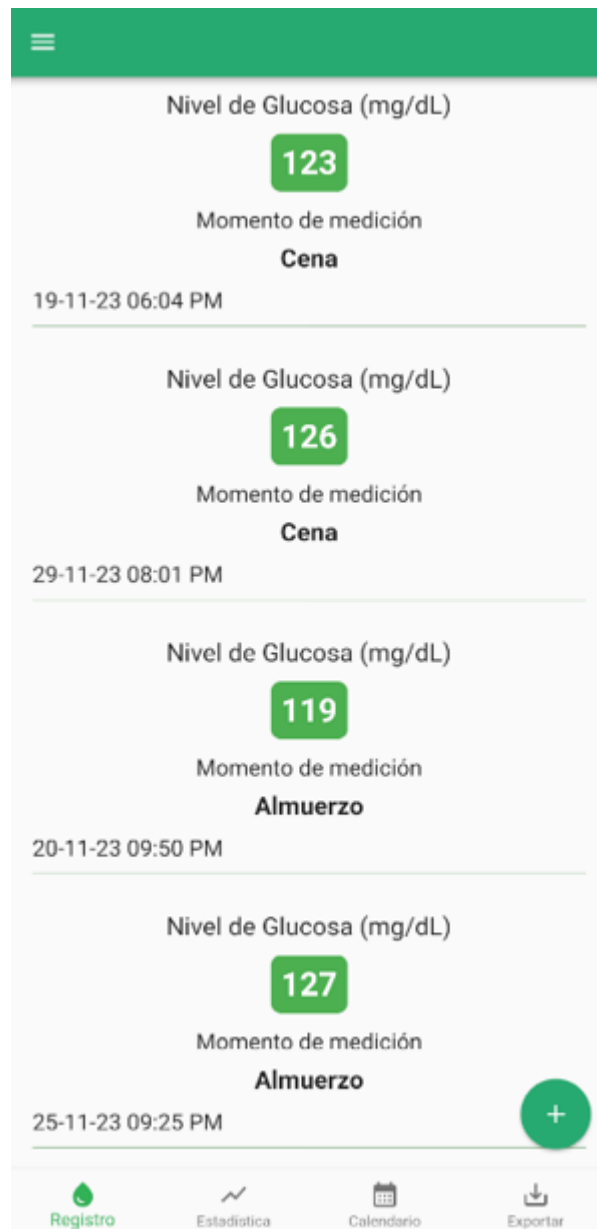 Nivel de Glucosa (mg/dL)
123
Momento de medición
Cena
19-11-23 06:04 PM
Nivel de Glucosa (mg/dL)
126
Momento de medición
Cena
29-11-23 08:01 PM
Nivel de Glucosa (mg/dL)
119
Momento de medición
Almuerzo
20-11-23 09:50 PM
Nivel de Glucosa (mg/dL)
127
Momento de medición
Almuerzo
25-11-23 09:25 PM
+
Registro Estadística Calendario Exportar